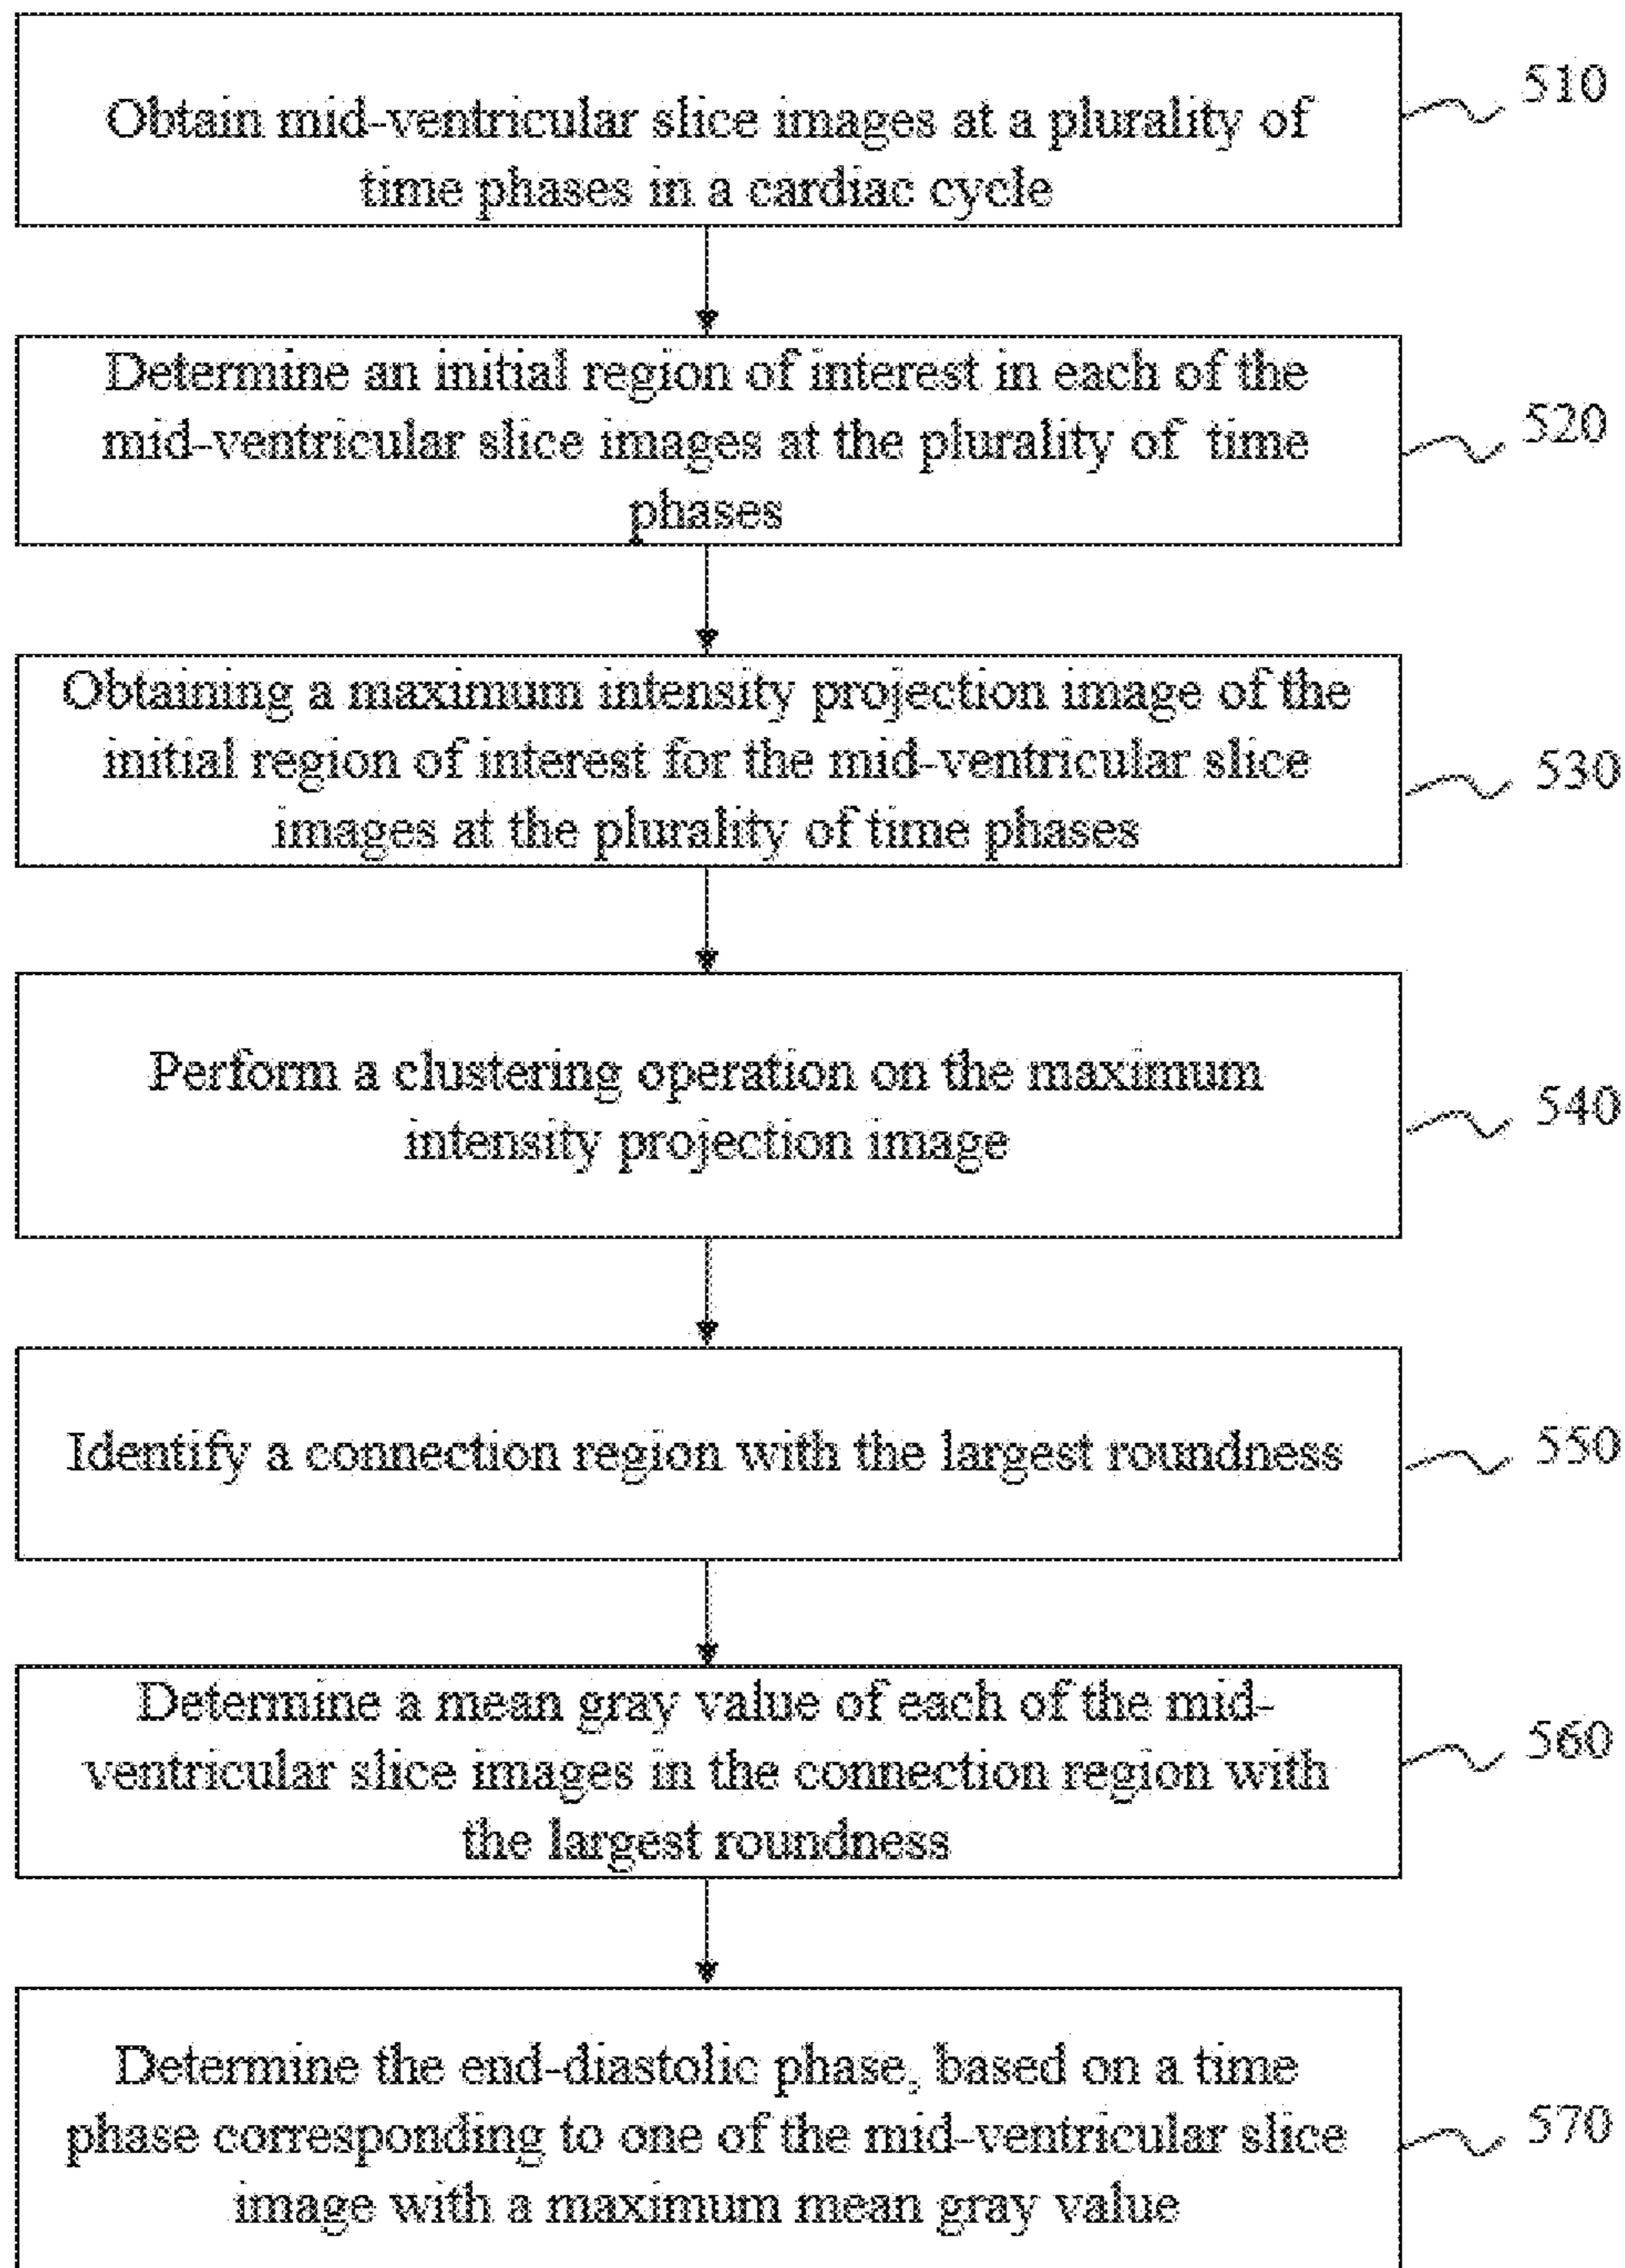 Obtain mid-ventricular slice images at a plurality of
time phases in a cardiac cycle
510
Determine an initial region of interest in each of the
mid-ventricular slice images at the plurality of time
phases
520
Obtaining a maximum intensity projection image of the
initial region of interest for the mid-ventricular slice
images at the plurality of time phases
530
Perform a clustering operation on the maximum
intensity projection image
540
Identify a connection region with the largest roundness
550
Determine a mean gray value of each of the mid-
ventricular slice images in the connection region with
the largest roundness
560
Determine the end-diastolic phase, based on a time
phase corresponding to one of the mid-ventricular slice
image with a maximum mean gray value
570